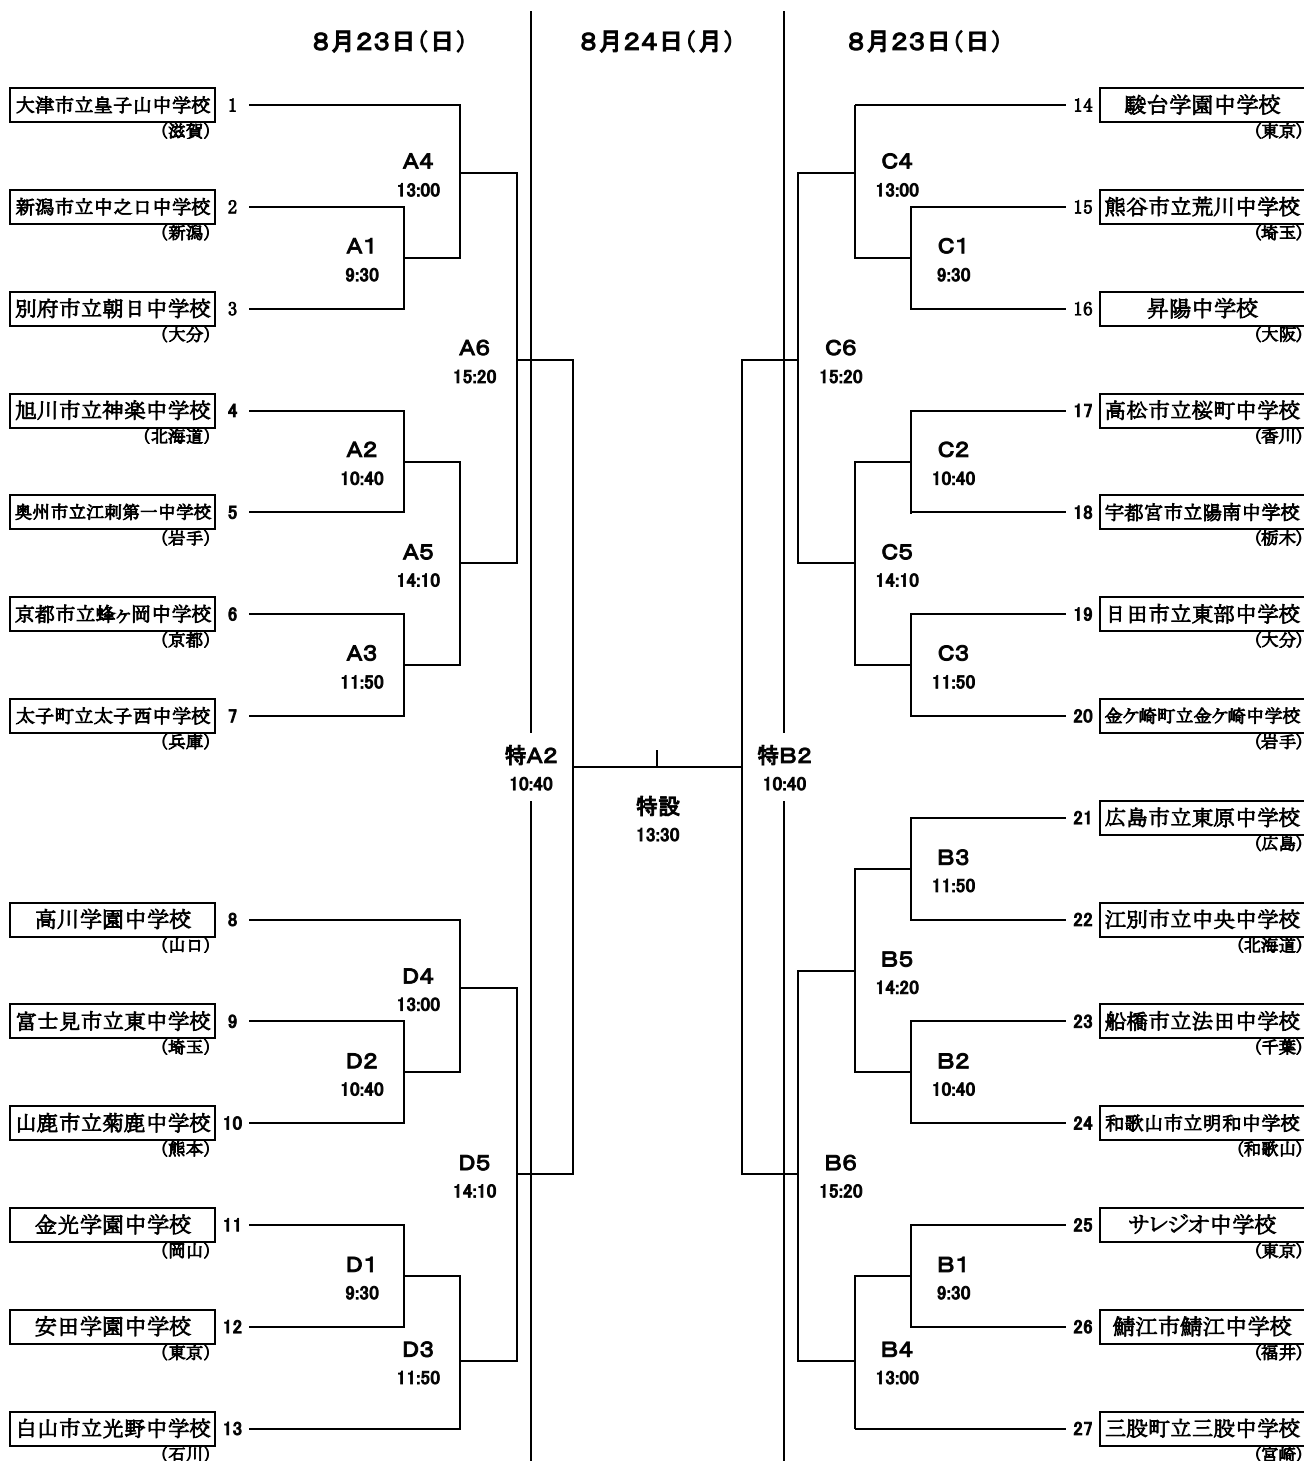 8月23日(日) 8月24日(月) 8月23日(日)
大津市立皇子山中学校 1
(滋賀)
A4
13:00
新潟市立中之口中学校 2
(新潟)
A1
9:30
別府市立朝日中学校 3
(大分)
A6
15:20
旭川市立神楽中学校 4
(北海道)
A2
10:40
奥州市立江刺第一中学校 5
(岩手)
A5
14:10
京都市立蜂ヶ岡中学校 6
(京都)
A3
11:50
太子町立太子西中学校 7
(兵庫)
特A2
10:40
特設
13:30
高川学園中学校 8
(山口)
D4
13:00
富士見市立東中学校 9
(埼玉)
D2
10:40
山鹿市立菊鹿中学校 10
(熊本)
D5
14:10
金光学園中学校 11
(岡山)
D1
9:30
安田学園中学校 12
(東京)
D3
11:50
白山市立光野中学校 13
(石川)
14 駿台学園中学校
(東京)
C4
13:00
15 熊谷市立荒川中学校
(埼玉)
C1
9:30
16 昇陽中学校
(大阪)
C6
15:20
17 高松市立桜町中学校
(香川)
C2
10:40
18 宇都宮市立陽南中学校
(栃木)
C5
14:10
19 日田市立東部中学校
(大分)
C3
11:50
20 金ケ崎町立金ケ崎中学校
(岩手)
特B2
10:40
21 広島市立東原中学校
(広島)
B3
11:50
22 江別市立中央中学校
(北海道)
B5
14:20
23 船橋市立法田中学校
(千葉)
B2
10:40
24 和歌山市立明和中学校
(和歌山)
B6
15:20
25 サレジオ中学校
(東京)
B1
9:30
26 鯖江市鯖江中学校
(福井)
B4
13:00
27 三股町立三股中学校
(宮崎)